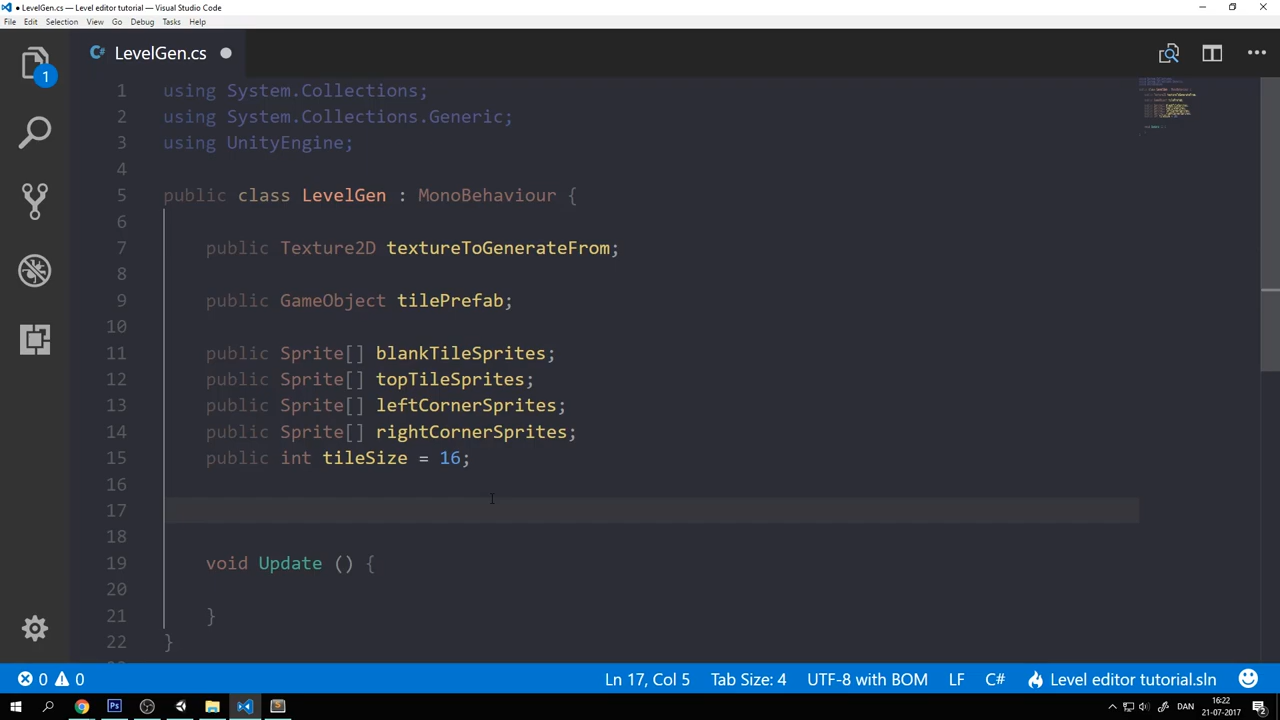 ● LevelGen.cs — Level editor tutorial — Visual Studio Code
File Edit Selection View Go Debug Tasks Help
C# LevelGen.cs ●
1 using System.Collections;
2 using System.Collections.Generic;
3 using UnityEngine;
4
5 public class LevelGen : MonoBehaviour {
6
7 public Texture2D textureToGenerateFrom;
8
9 public GameObject tilePrefab;
10
11 public Sprite[] blankTileSprites;
12 public Sprite[] topTileSprites;
13 public Sprite[] leftCornerSprites;
14 public Sprite[] rightCornerSprites;
15 public int tileSize = 16;
16
17
18
19 void Update () {
20
21 }
22 }
1
0 0 Ln 17, Col 5 Tab Size: 4 UTF-8 with BOM LF C# Level editor tutorial.sln
Ps S DAN 16:22
21-07-2017 2